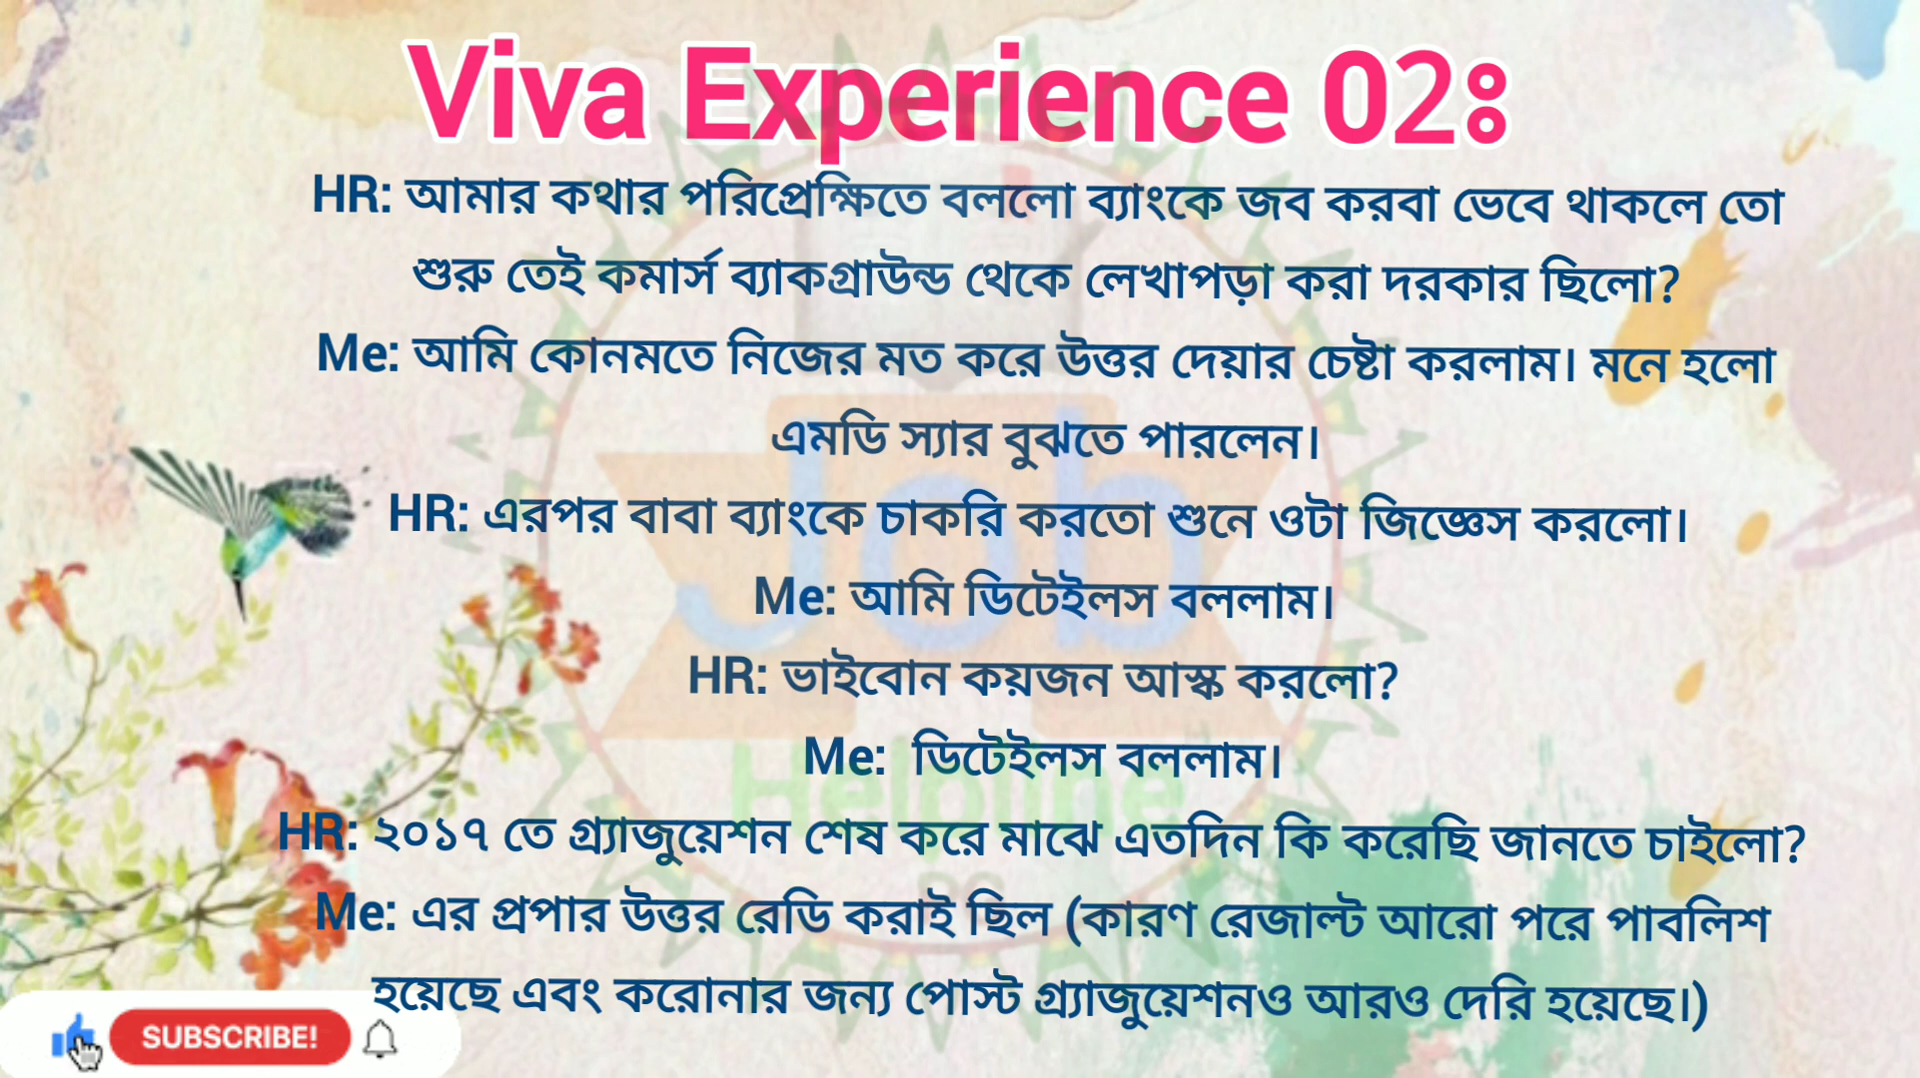 Viva Experience 02ঃ
HR: আমার কথার পরিপ্রেক্ষিতে বললো ব্যাংকে জব করবা ভেবে থাকলে তো
শুরু তেই কমার্স ব্যাকগ্রাউন্ড থেকে লেখাপড়া করা দরকার ছিলো?
Me: আমি কোনমতে নিজের মত করে উত্তর দেয়ার চেষ্টা করলাম। মনে হলো
এমডি স্যার বুঝতে পারলেন।
HR: এরপর বাবা ব্যাংকে চাকরি করতো শুনে ওটা জিজ্ঞেস করলো।
Me: আমি ডিটেইলস বললাম।
HR: ভাইবোন কয়জন আস্ক করলো?
Me: ডিটেইলস বললাম।
HR: ২০১৭ তে গ্র্যাজুয়েশন শেষ করে মাঝে এতদিন কি করেছি জানতে চাইলো?
Me: এর প্রপার উত্তর রেডি করাই ছিল (কারণ রেজাল্ট আরো পরে পাবলিশ
হয়েছে এবং করোনার জন্য পোস্ট গ্র্যাজুয়েশনও আরও দেরি হয়েছে।)
Job
Helpline
SUBSCRIBE!